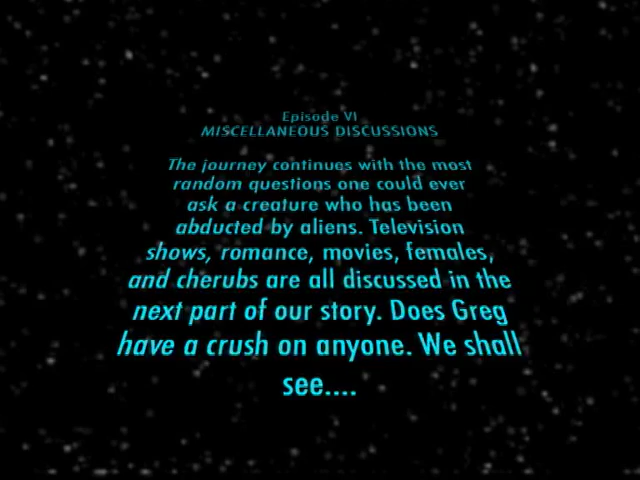 Episode VI
MISCELLANEOUS DISCUSSIONS
The journey continues with the most
random questions one could ever
ask a creature who has been
abducted by aliens. Television
shows, romance, movies, females,
and cherubs are all discussed in the
next part of our story. Does Greg
have a crush on anyone. We shall
see....